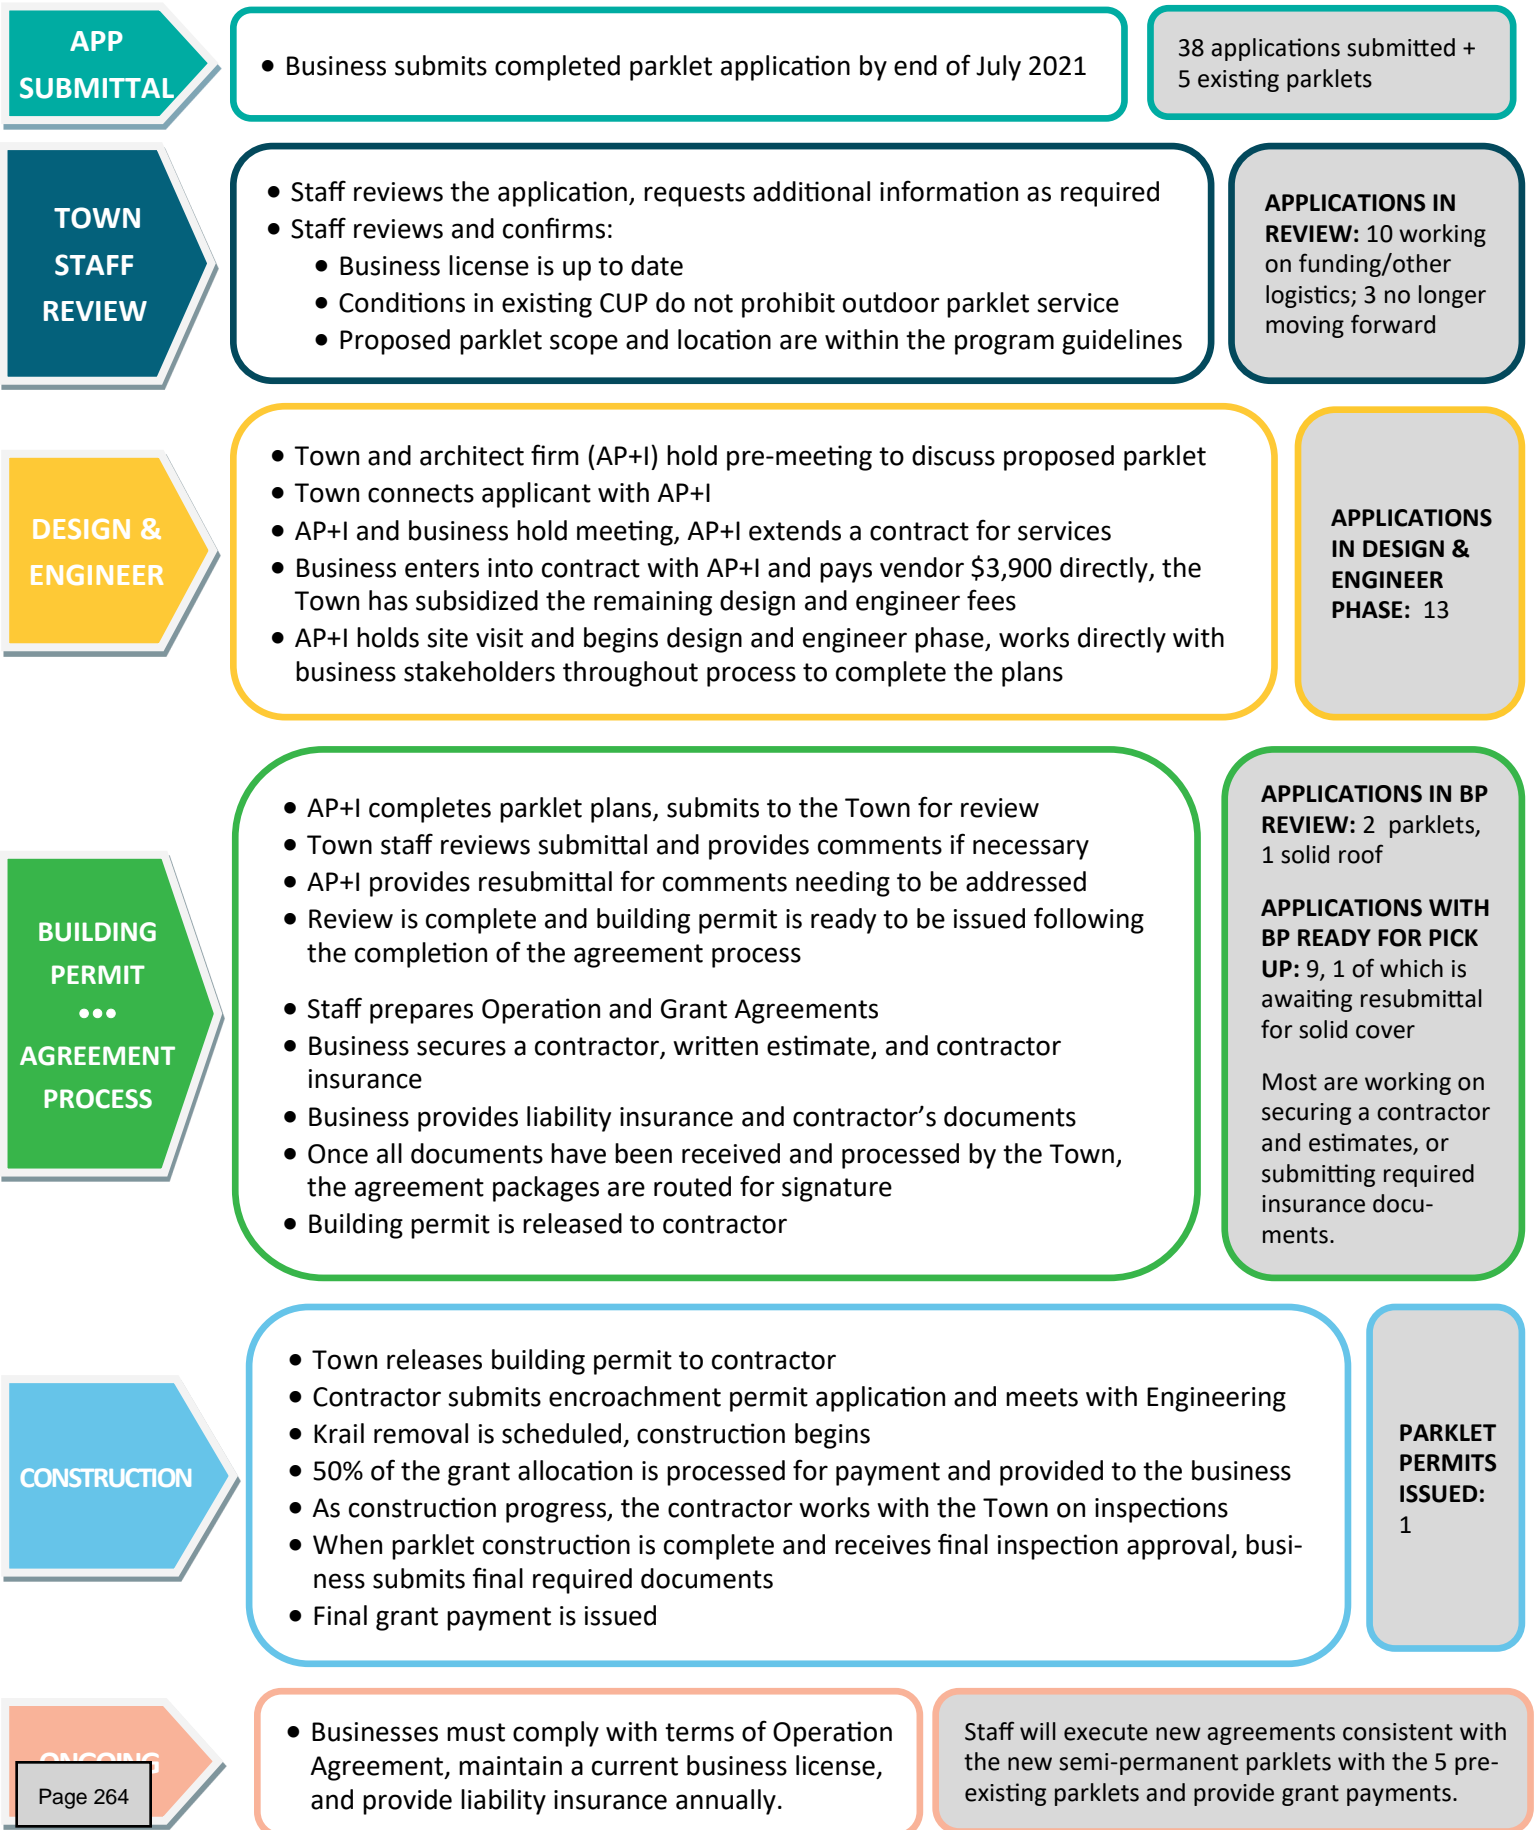 APP
SUBMITTAL
• Business submits completed parklet application by end of July 2021
38 applications submitted +
5 existing parklets
TOWN
STAFF
REVIEW
• Staff reviews the application, requests additional information as required
• Staff reviews and confirms:
• Business license is up to date
• Conditions in existing CUP do not prohibit outdoor parklet service
• Proposed parklet scope and location are within the program guidelines
APPLICATIONS IN
REVIEW: 10 working
on funding/other
logistics; 3 no longer
moving forward
DESIGN &
ENGINEER
• Town and architect firm (AP+I) hold pre-meeting to discuss proposed parklet
• Town connects applicant with AP+I
• AP+I and business hold meeting, AP+I extends a contract for services
• Business enters into contract with AP+I and pays vendor $3,900 directly, the
Town has subsidized the remaining design and engineer fees
• AP+I holds site visit and begins design and engineer phase, works directly with
business stakeholders throughout process to complete the plans
APPLICATIONS
IN DESIGN &
ENGINEER
PHASE: 13
BUILDING
PERMIT
•••
AGREEMENT
PROCESS
• AP+I completes parklet plans, submits to the Town for review
• Town staff reviews submittal and provides comments if necessary
• AP+I provides resubmittal for comments needing to be addressed
• Review is complete and building permit is ready to be issued following
the completion of the agreement process
• Staff prepares Operation and Grant Agreements
• Business secures a contractor, written estimate, and contractor
insurance
• Business provides liability insurance and contractor’s documents
• Once all documents have been received and processed by the Town,
the agreement packages are routed for signature
• Building permit is released to contractor
APPLICATIONS IN BP
REVIEW: 2 parklets,
1 solid roof
APPLICATIONS WITH
BP READY FOR PICK
UP: 9, 1 of which is
awaiting resubmittal
for solid cover
Most are working on
securing a contractor
and estimates, or
submitting required
insurance docu-
ments.
CONSTRUCTION
• Town releases building permit to contractor
• Contractor submits encroachment permit application and meets with Engineering
• Krail removal is scheduled, construction begins
• 50% of the grant allocation is processed for payment and provided to the business
• As construction progress, the contractor works with the Town on inspections
• When parklet construction is complete and receives final inspection approval, busi-
ness submits final required documents
• Final grant payment is issued
PARKLET
PERMITS
ISSUED:
1
ONGOING
Page 264
• Businesses must comply with terms of Operation
Agreement, maintain a current business license,
and provide liability insurance annually.
Staff will execute new agreements consistent with
the new semi-permanent parklets with the 5 pre-
existing parklets and provide grant payments.